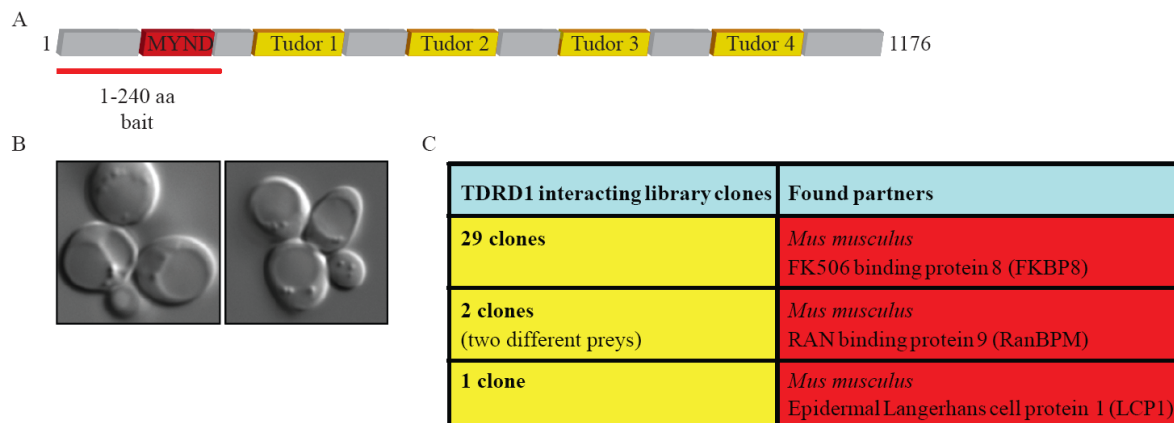 A
1
MYND
Tudor 1
Tudor 2
Tudor 3
Tudor 4
1176
1-240 aa
bait
B
C
TDRD1 interacting library clones
Found partners
29 clones
Mus musculus
FK506 binding protein 8 (FKBP8)
2 clones
(two different preys)
Mus musculus
RAN binding protein 9 (RanBPM)
1 clone
Mus musculus
Epidermal Langerhans cell protein 1 (LCP1)